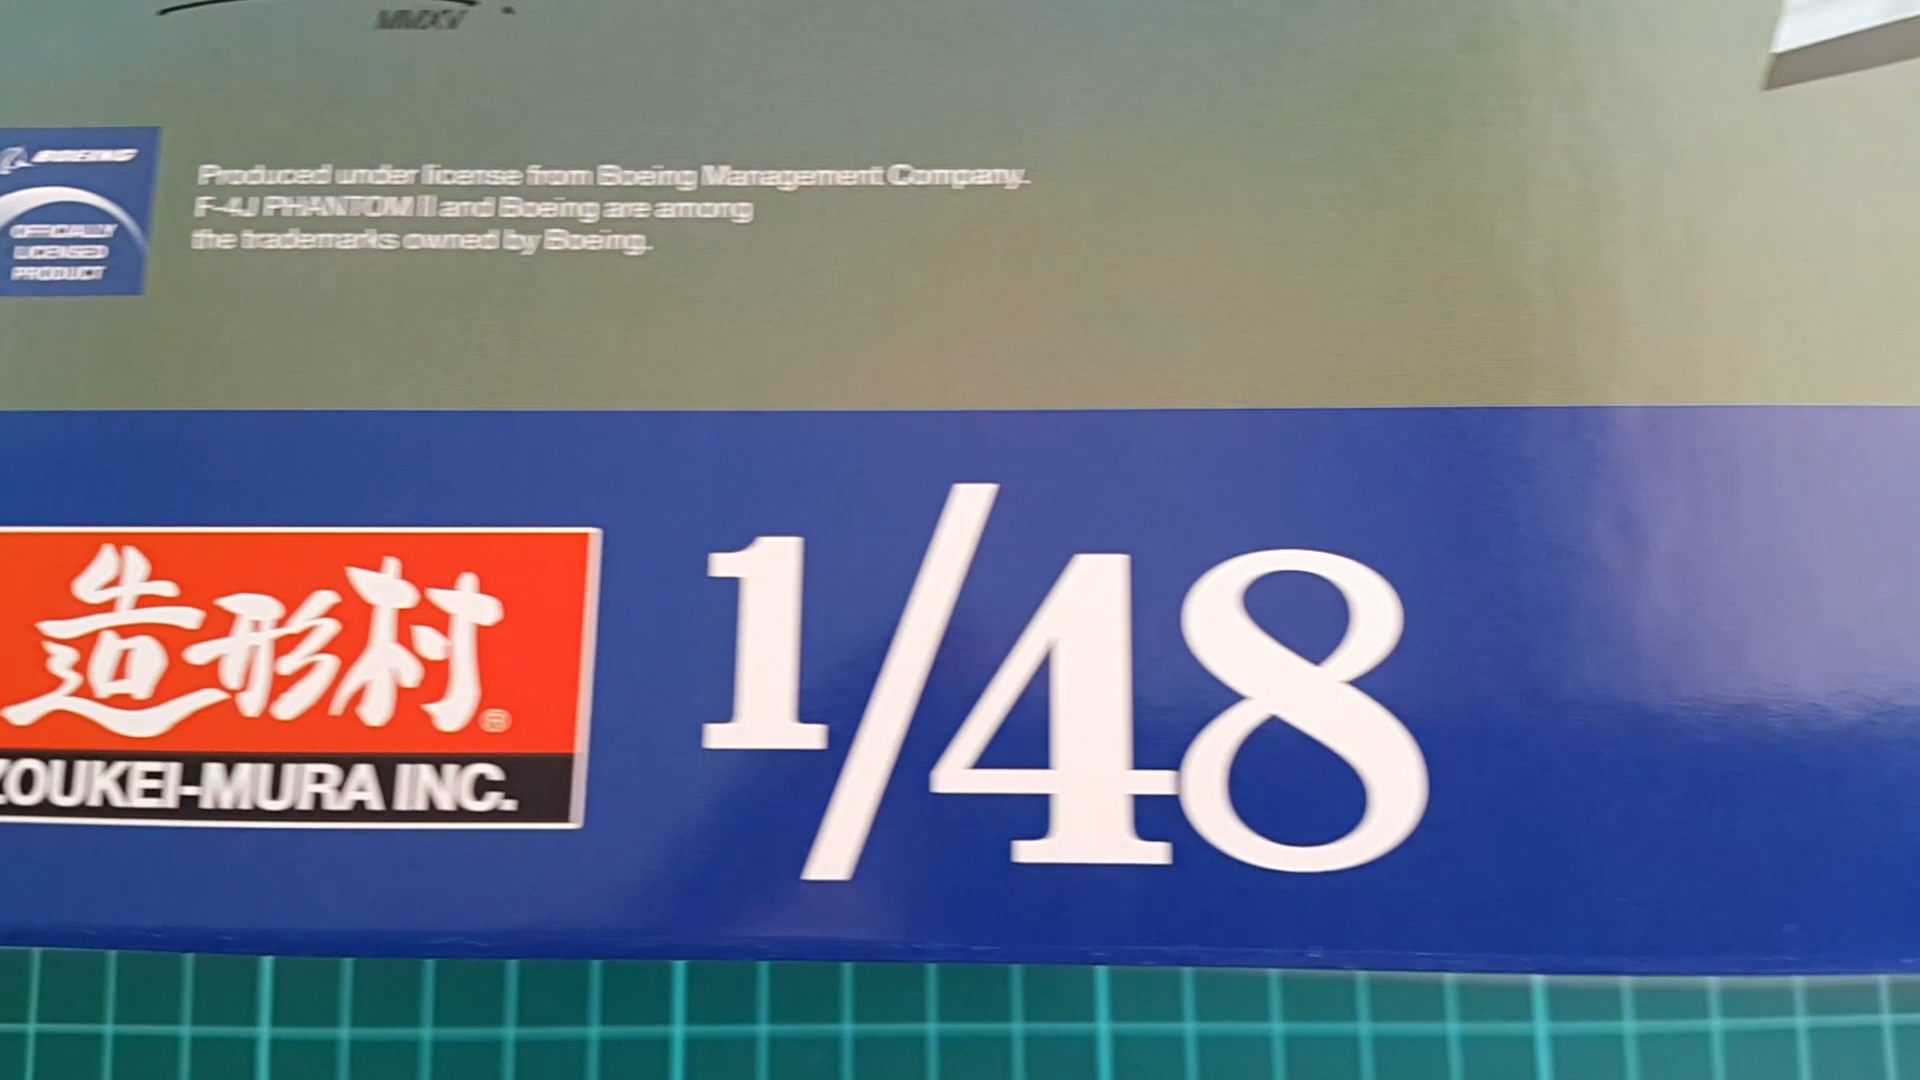 MMXV
BOEING
OFFICIALLY
LICENSED
PRODUCT
Produced under license from Boeing Management Company.
F-4J PHANTOM II and Boeing are among
the trademarks owned by Boeing.
造形村®
ZOUKEI-MURA INC.
1/48